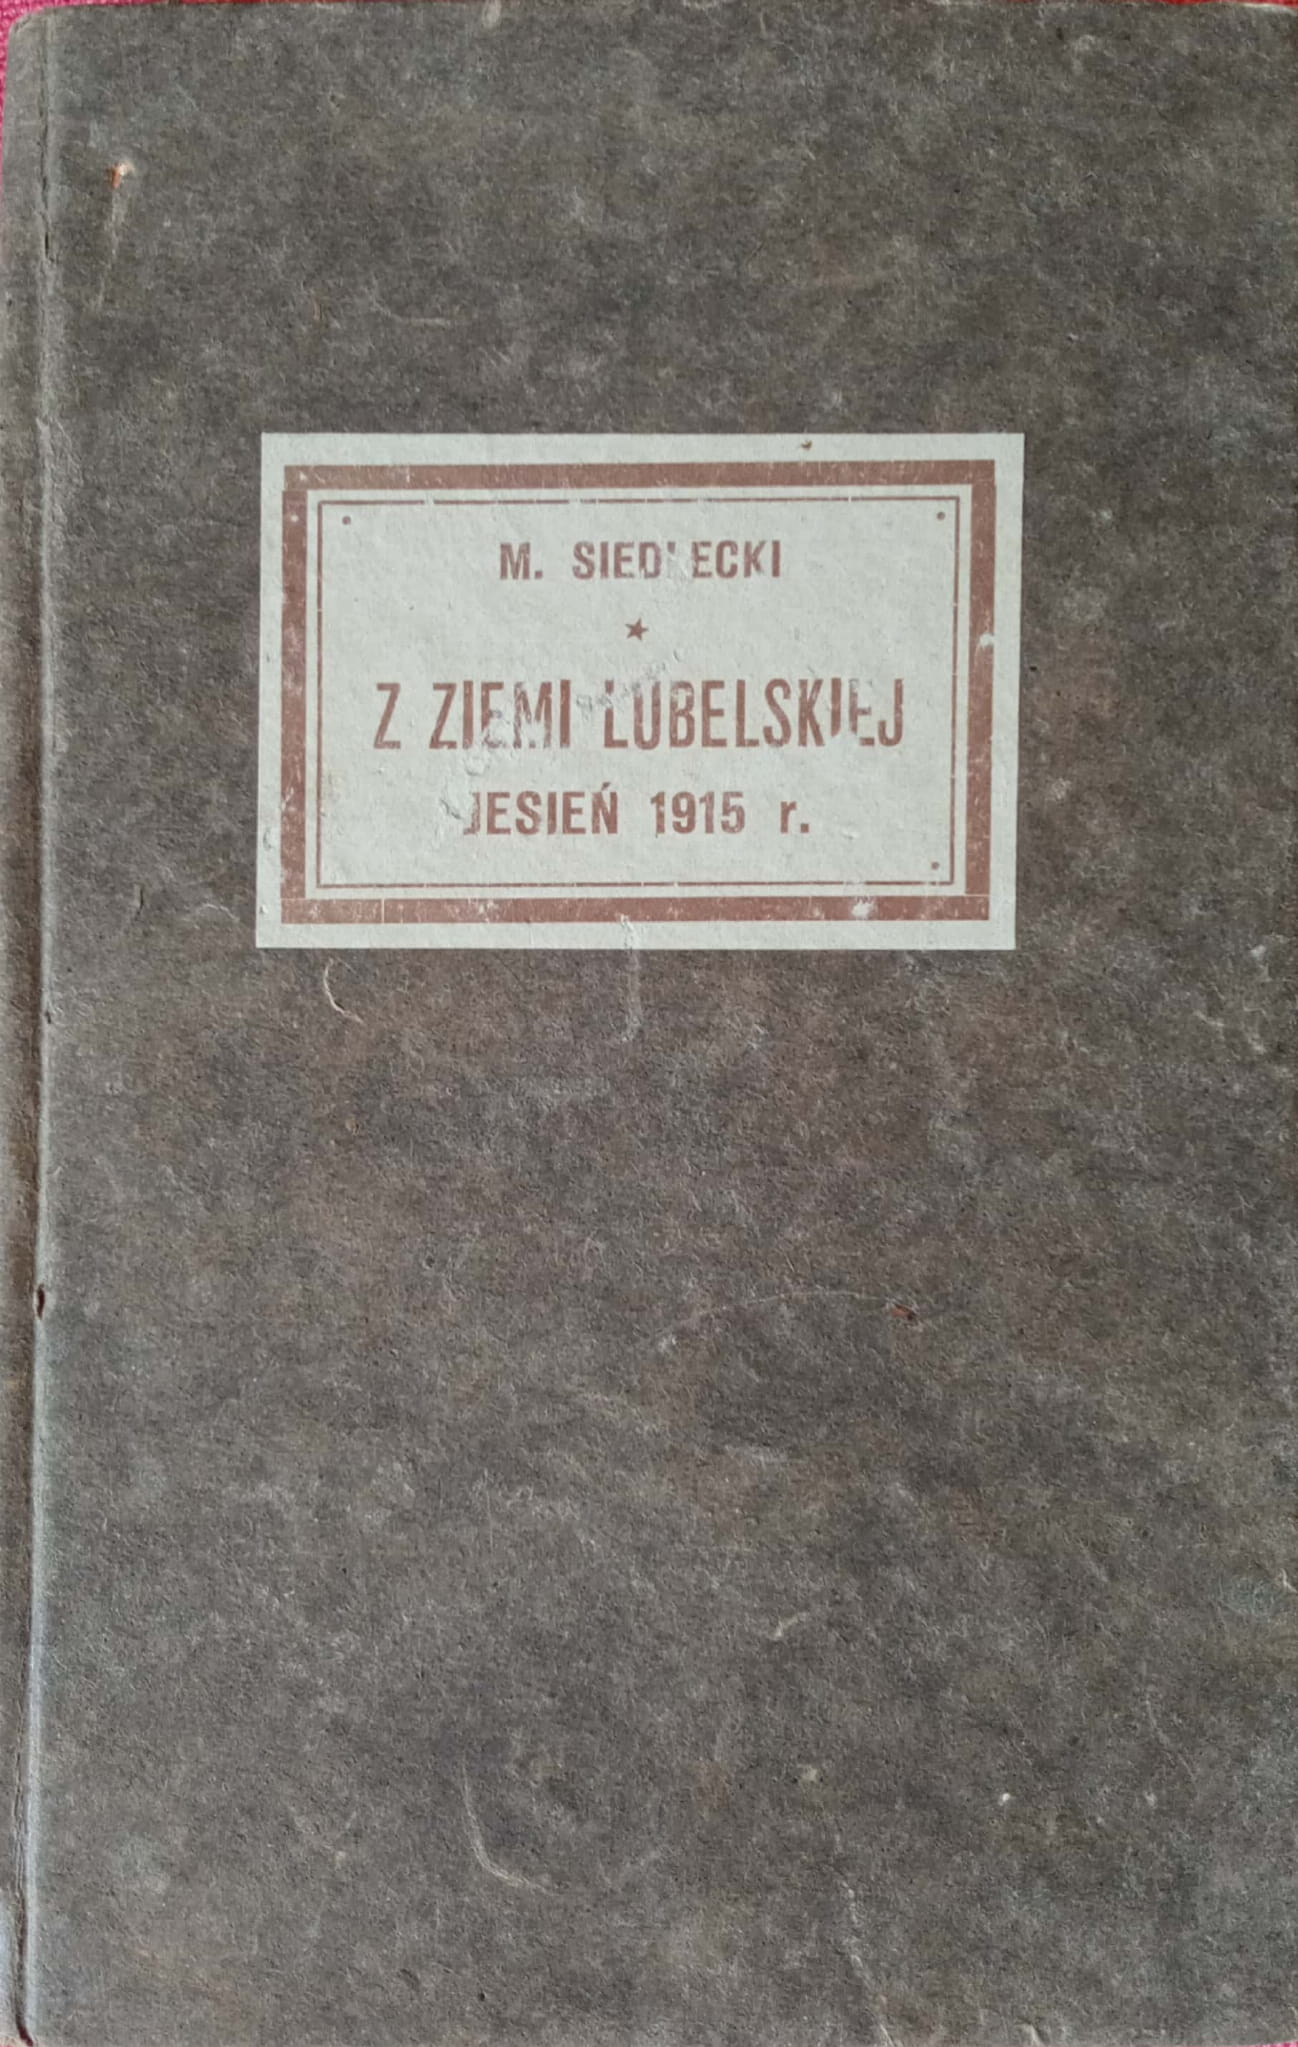 M. SIEDLECKI
Z ZIEMI LUBELSKIEJ
JESIEŃ 1915 r.